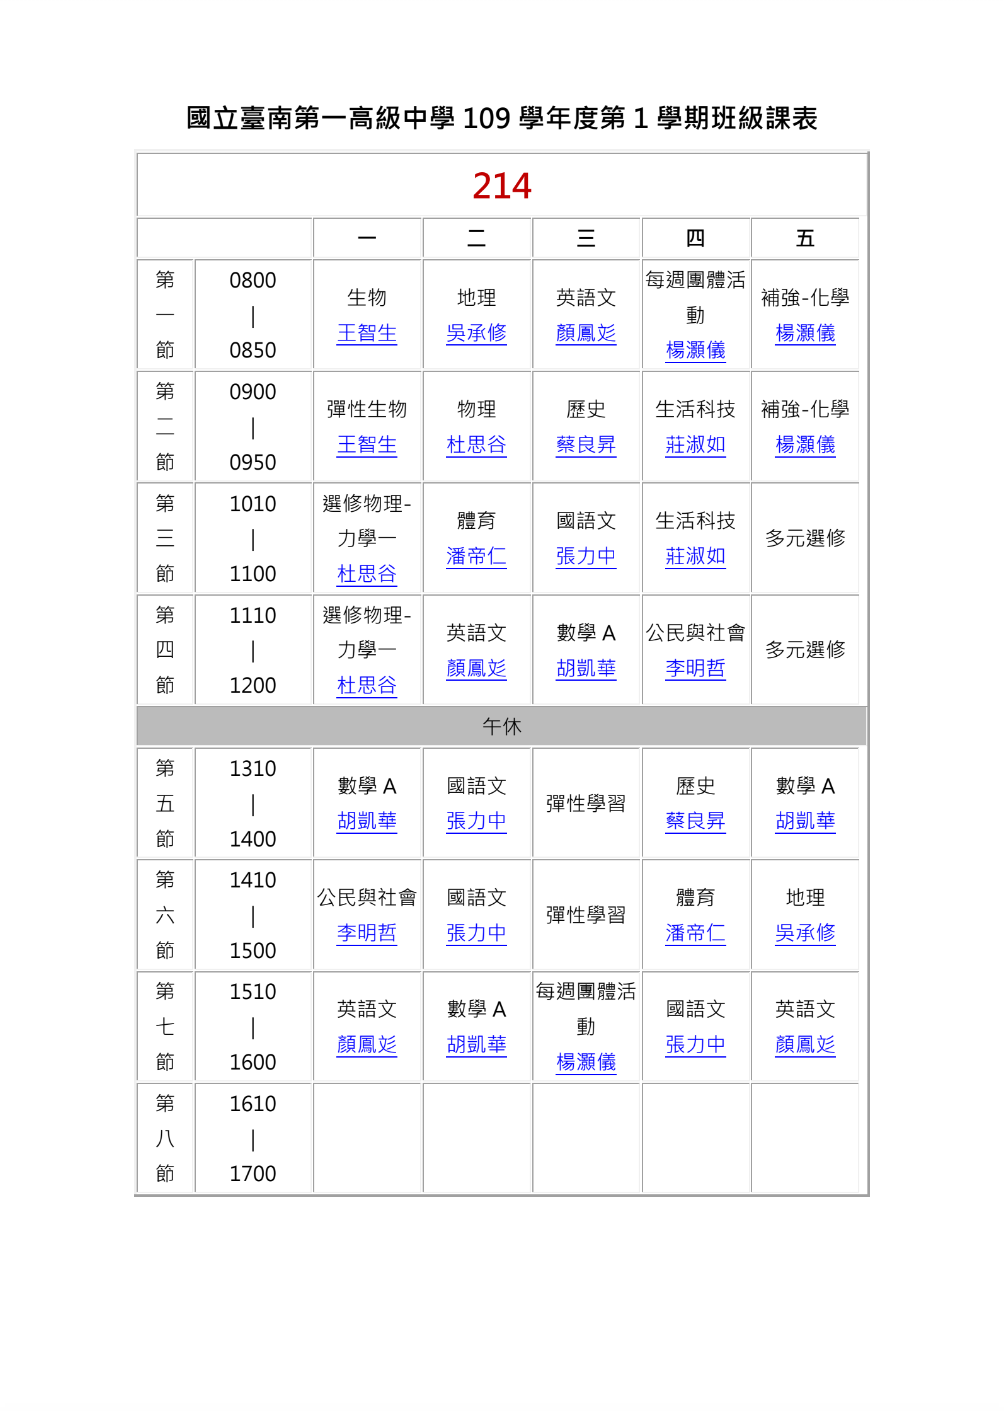 國立臺南第一高級中學 109 學年度第 1 學期班級課表
214
一 二 三 四 五
第一節 0800 | 0850 生物 王智生 地理 吳承修 英語文 顏鳳彣 每週團體活動 楊灝儀 補強-化學 楊灝儀
第二節 0900 | 0950 彈性生物 王智生 物理 杜思谷 歷史 蔡良昇 生活科技 莊淑如 補強-化學 楊灝儀
第三節 1010 | 1100 選修物理-力學一 杜思谷 體育 潘帝仁 國語文 張力中 生活科技 莊淑如 多元選修
第四節 1110 | 1200 選修物理-力學一 杜思谷 英語文 顏鳳彣 數學 A 胡凱華 公民與社會 李明哲 多元選修
午休
第五節 1310 | 1400 數學 A 胡凱華 國語文 張力中 彈性學習 歷史 蔡良昇 數學 A 胡凱華
第六節 1410 | 1500 公民與社會 李明哲 國語文 張力中 彈性學習 體育 潘帝仁 地理 吳承修
第七節 1510 | 1600 英語文 顏鳳彣 數學 A 胡凱華 每週團體活動 楊灝儀 國語文 張力中 英語文 顏鳳彣
第八節 1610 | 1700